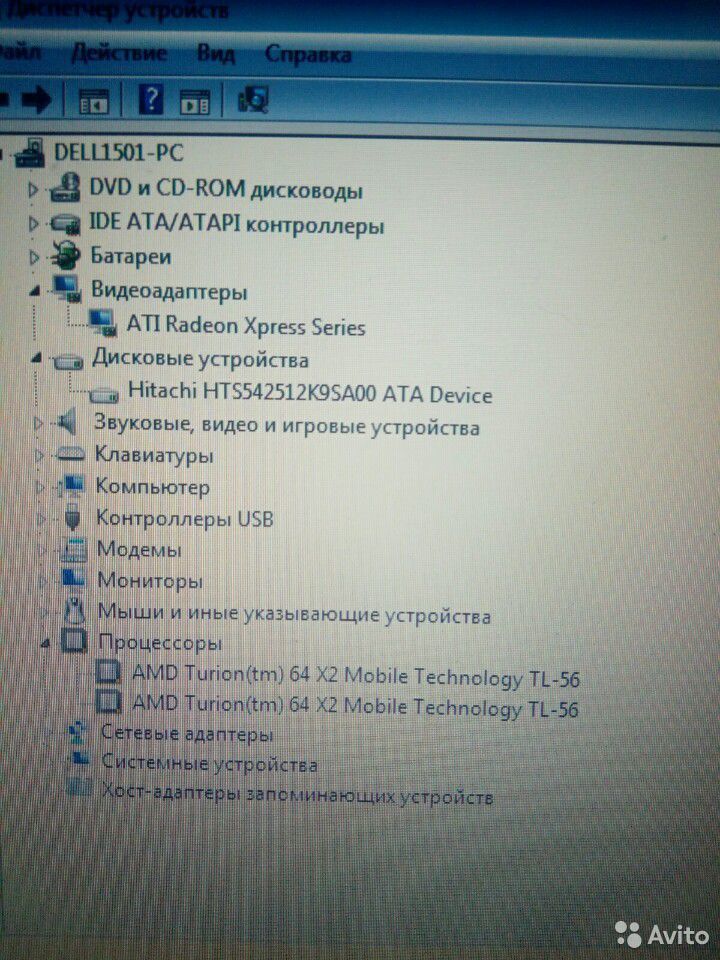 Диспетчер устройств
Файл Действие Вид Справка
DELL1501-PC
DVD и CD-ROM дисководы
IDE ATA/ATAPI контроллеры
Батареи
Видеоадаптеры
ATI Radeon Xpress Series
Дисковые устройства
Hitachi HTS542512K9SA00 ATA Device
Звуковые, видео и игровые устройства
Клавиатуры
Компьютер
Контроллеры USB
Модемы
Мониторы
Мыши и иные указывающие устройства
Процессоры
AMD Turion(tm) 64 X2 Mobile Technology TL-56
AMD Turion(tm) 64 X2 Mobile Technology TL-56
Сетевые адаптеры
Системные устройства
Хост-адаптеры запоминающих устройств
Avito